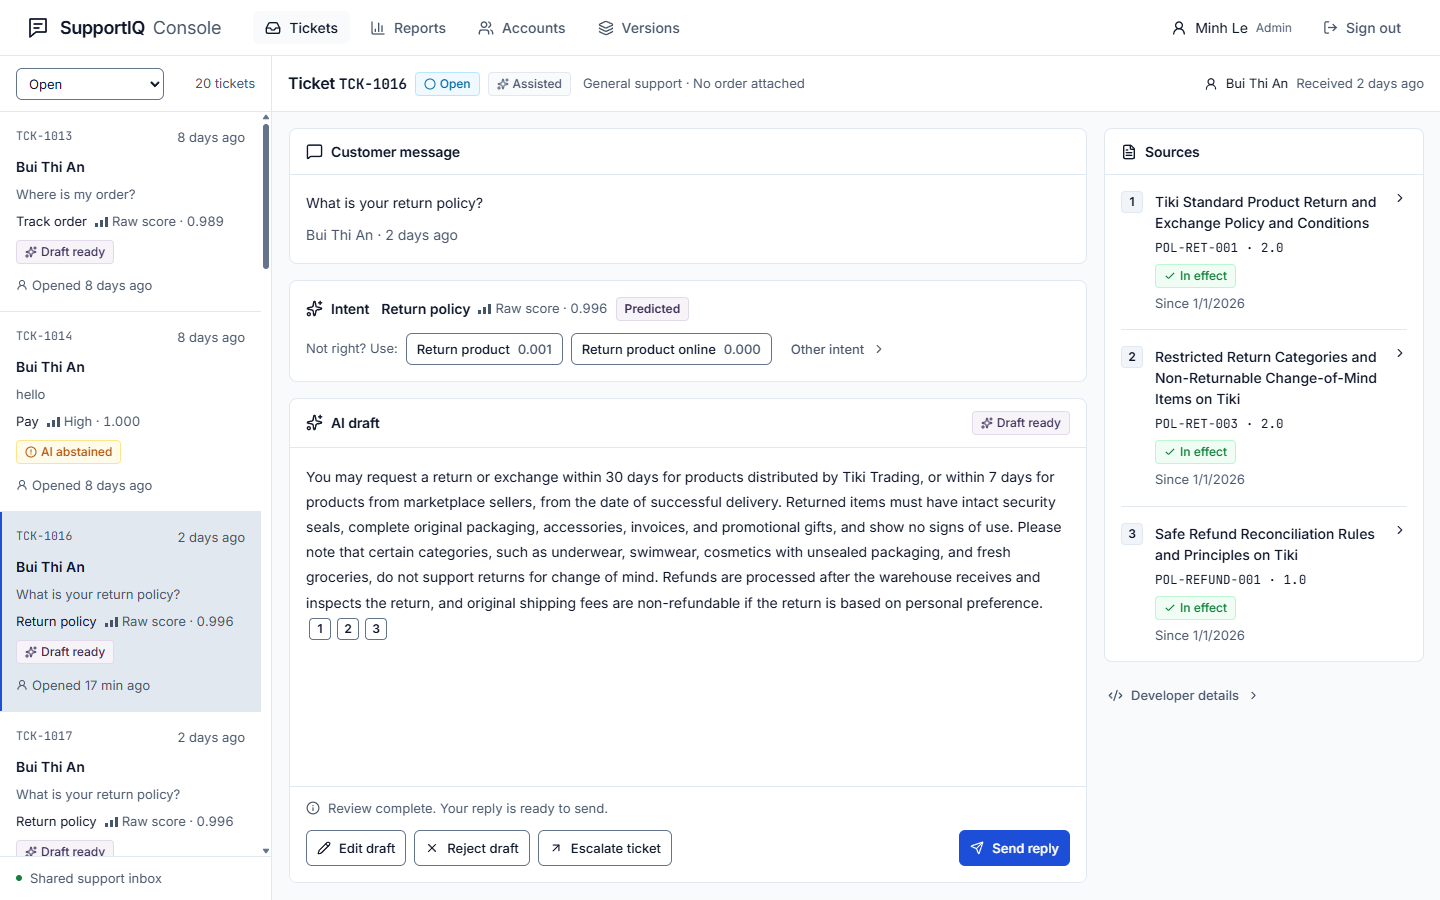 SupportIQ Console
Tickets
Reports
Accounts
Versions
Minh Le Admin
Sign out
Open
20 tickets
Ticket TCK-1016
Open
Assisted
General support · No order attached
Bui Thi An Received 2 days ago
TCK-1013
8 days ago
Bui Thi An
Where is my order?
Track order Raw score · 0.989
Draft ready
Opened 8 days ago
TCK-1014
8 days ago
Bui Thi An
hello
Pay High · 1.000
AI abstained
Opened 8 days ago
TCK-1016
2 days ago
Bui Thi An
What is your return policy?
Return policy Raw score · 0.996
Draft ready
Opened 17 min ago
TCK-1017
2 days ago
Bui Thi An
What is your return policy?
Return policy Raw score · 0.996
Draft ready
Shared support inbox
Customer message
What is your return policy?
Bui Thi An · 2 days ago
Intent Return policy Raw score · 0.996 Predicted
Not right? Use: Return product 0.001 Return product online 0.000 Other intent
AI draft
Draft ready
You may request a return or exchange within 30 days for products distributed by Tiki Trading, or within 7 days for
products from marketplace sellers, from the date of successful delivery. Returned items must have intact security
seals, complete original packaging, accessories, invoices, and promotional gifts, and show no signs of use. Please
note that certain categories, such as underwear, swimwear, cosmetics with unsealed packaging, and fresh
groceries, do not support returns for change of mind. Refunds are processed after the warehouse receives and
inspects the return, and original shipping fees are non-refundable if the return is based on personal preference.
1 2 3
Review complete. Your reply is ready to send.
Edit draft
Reject draft
Escalate ticket
Send reply
Sources
1
Tiki Standard Product Return and
Exchange Policy and Conditions
POL-RET-001 · 2.0
In effect
Since 1/1/2026
2
Restricted Return Categories and
Non-Returnable Change-of-Mind
Items on Tiki
POL-RET-003 · 2.0
In effect
Since 1/1/2026
3
Safe Refund Reconciliation Rules
and Principles on Tiki
POL-REFUND-001 · 1.0
In effect
Since 1/1/2026
Developer details